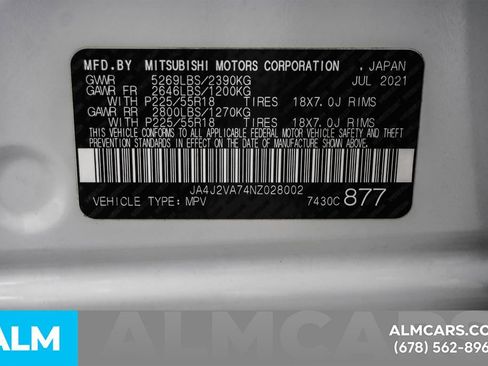 MFD.BY MITSUBISHI MOTORS CORPORATION , JAPAN
GVWR 5269LBS/2390KG JUL 2021
GAWR FR 2646LBS/1200KG
WITH P225/55R18 TIRES 18X7.0J RIMS
GAWR RR 2800LBS/1270KG
WITH P225/55R18 TIRES 18X7.0J RIMS
THIS VEHICLE CONFORMS TO ALL APPLICABLE FEDERAL MOTOR VEHICLE SAFETY AND
THEFT PREVENTION STANDARDS IN EFFECT ON THE DATE OF MANUFACTURE SHOWN ABOVE.
JA4J2VA74NZ028002
VEHICLE TYPE: MPV 7430C 877
ALM
ALMCARS
ALMCARS.CO
(678) 562-896